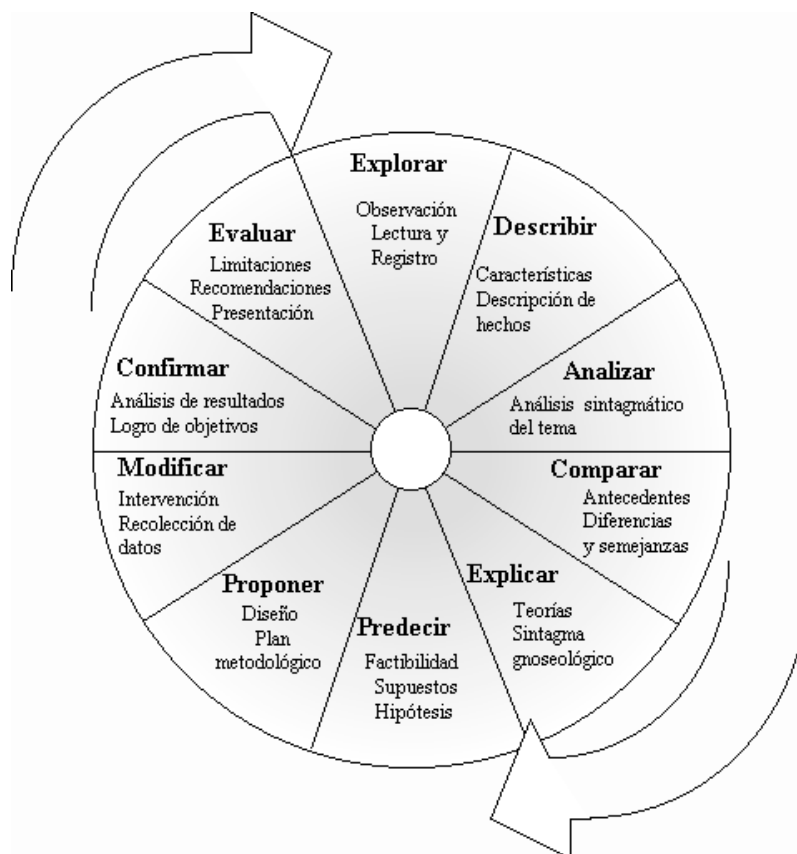 Explorar
Observación
Lectura y
Registro
Describir
Características
Descripción de
hechos
Analizar
Análisis sintagmático
del tema
Comparar
Antecedentes
Diferencias
y semejanzas
Explicar
Teorías
Sintagma
gnoseológico
Predecir
Factibilidad
Supuestos
Hipótesis
Proponer
Diseño
Plan
metodológico
Modificar
Intervención
Recolección de
datos
Confirmar
Análisis de resultados
Logro de objetivos
Evaluar
Limitaciones
Recomendaciones
Presentación